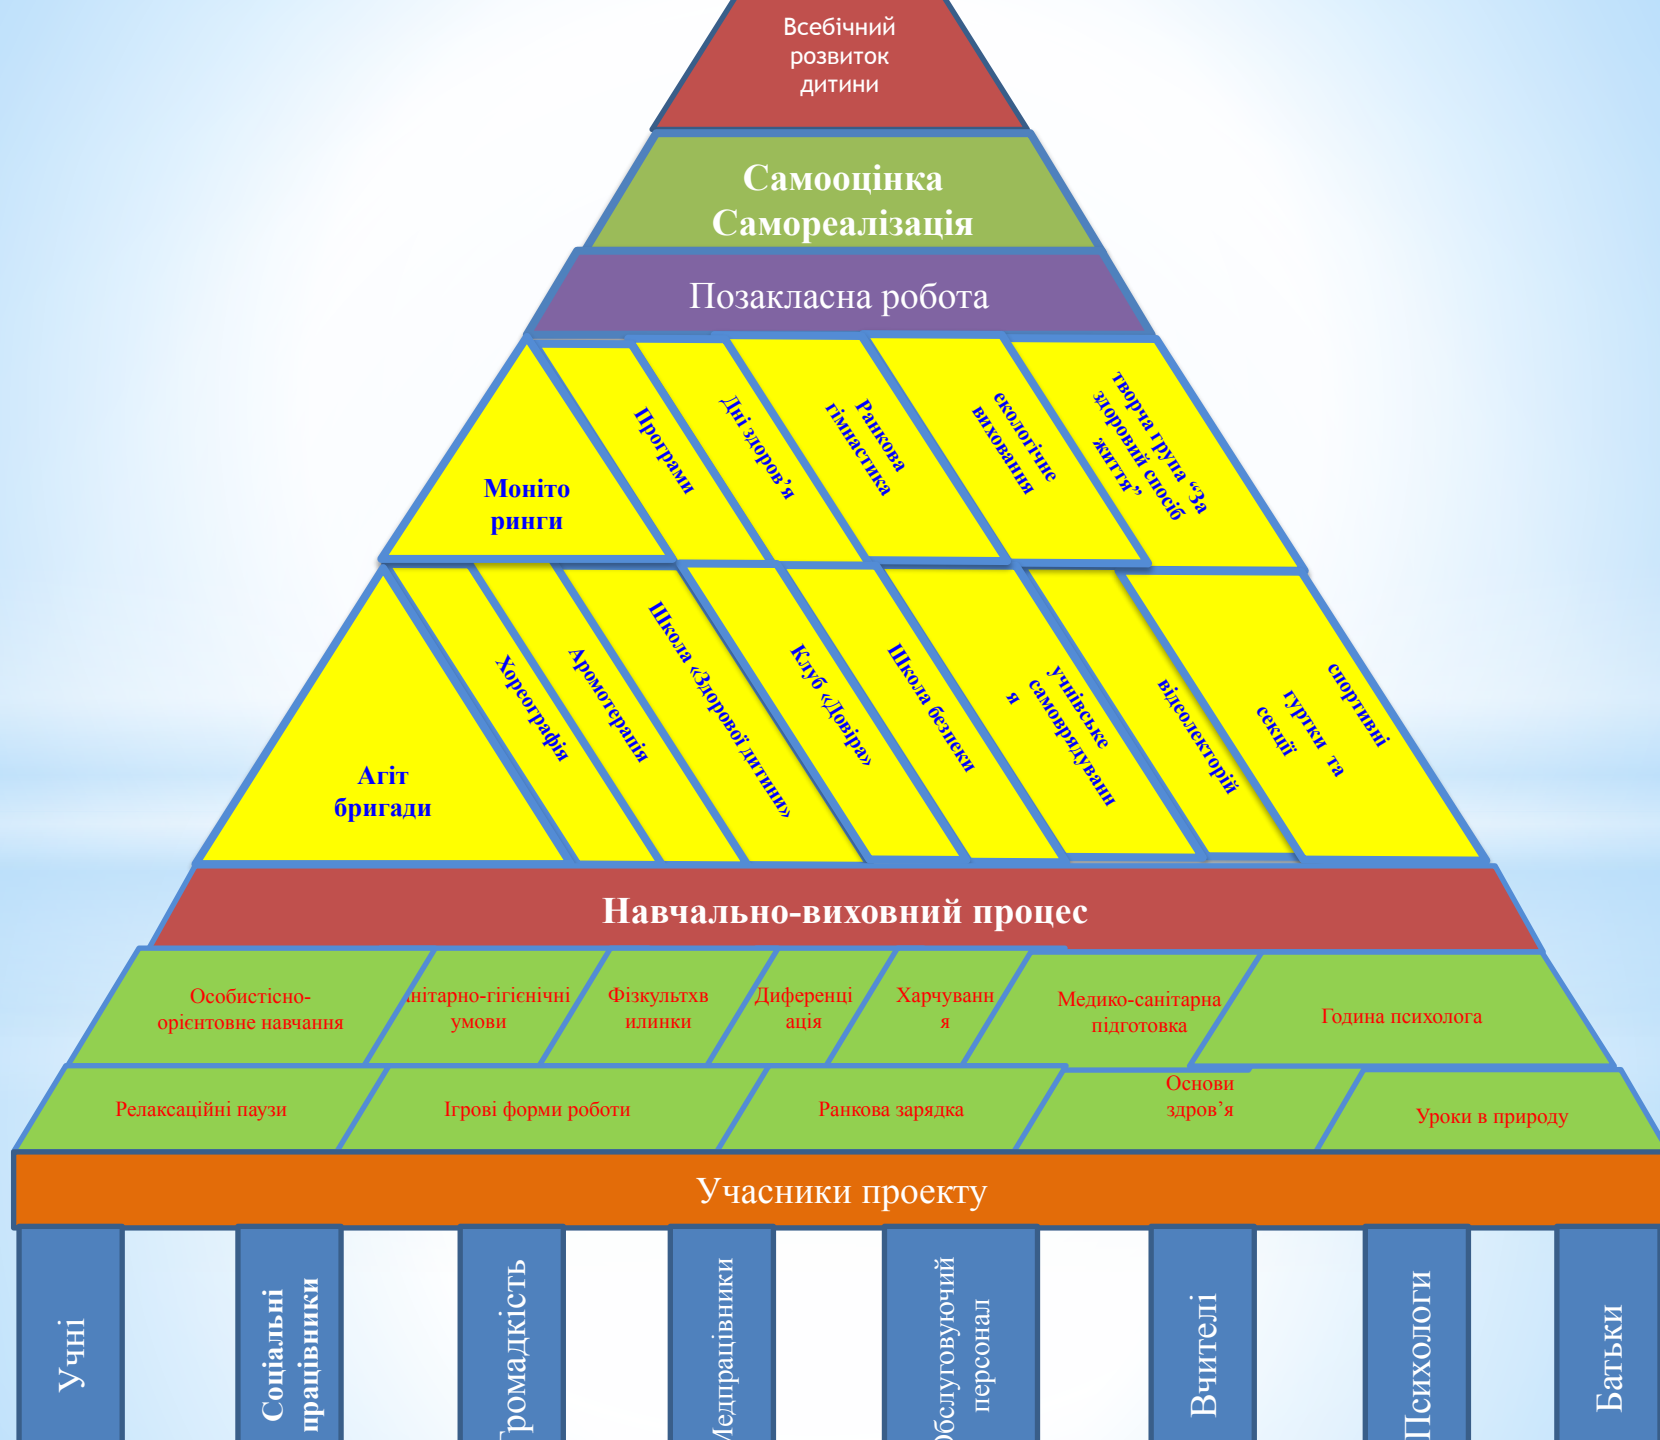 Всебічний
розвиток
дитини
Самооцінка
Самореалізація
Позакласна робота
Моніто
ринги
Програми
Дні здоров’я
Ранкова
гімнастика
екологічне
виховання
творча група “За
здоровий спосіб
життя”
Агіт
бригади
Хореографія
Аромотерапія
Школа «Здорової дитини»
Клуб «Довіра»
Школа безпеки
учнівське
самоврядуванн
я
відеолекторій
спортивні
гуртки та
секції
Навчально-виховний процес
Особистісно-
орієнтовне навчання
нітарно-гігієнічні
умови
Фізкультхв
илинки
Диференці
ація
Харчуванн
я
Медико-санітарна
підготовка
Година психолога
Релаксаційні паузи
Ігрові форми роботи
Ранкова зарядка
Основи
здров’я
Уроки в природу
Учасники проекту
Учні
Соціальні
працівники
Громадкість
Медпрацівники
Обслуговуючий
персонал
Вчителі
Психологи
Батьки